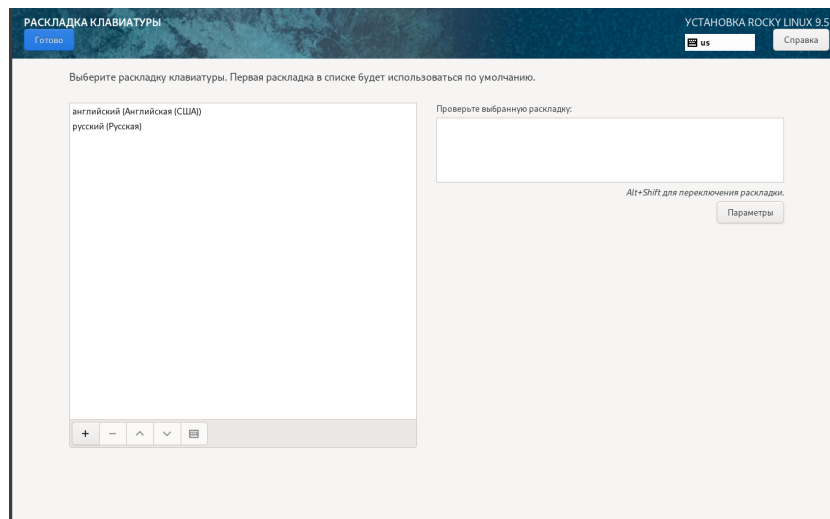 РАСКЛАДКА КЛАВИАТУРЫ
УСТАНОВКА ROCKY LINUX 9.5
Готово
us
Справка
Выберите раскладку клавиатуры. Первая раскладка в списке будет использоваться по умолчанию.
английский (Английская (США))
русский (Русская)
Проверьте выбранную раскладку:
Alt+Shift для переключения раскладки.
Параметры